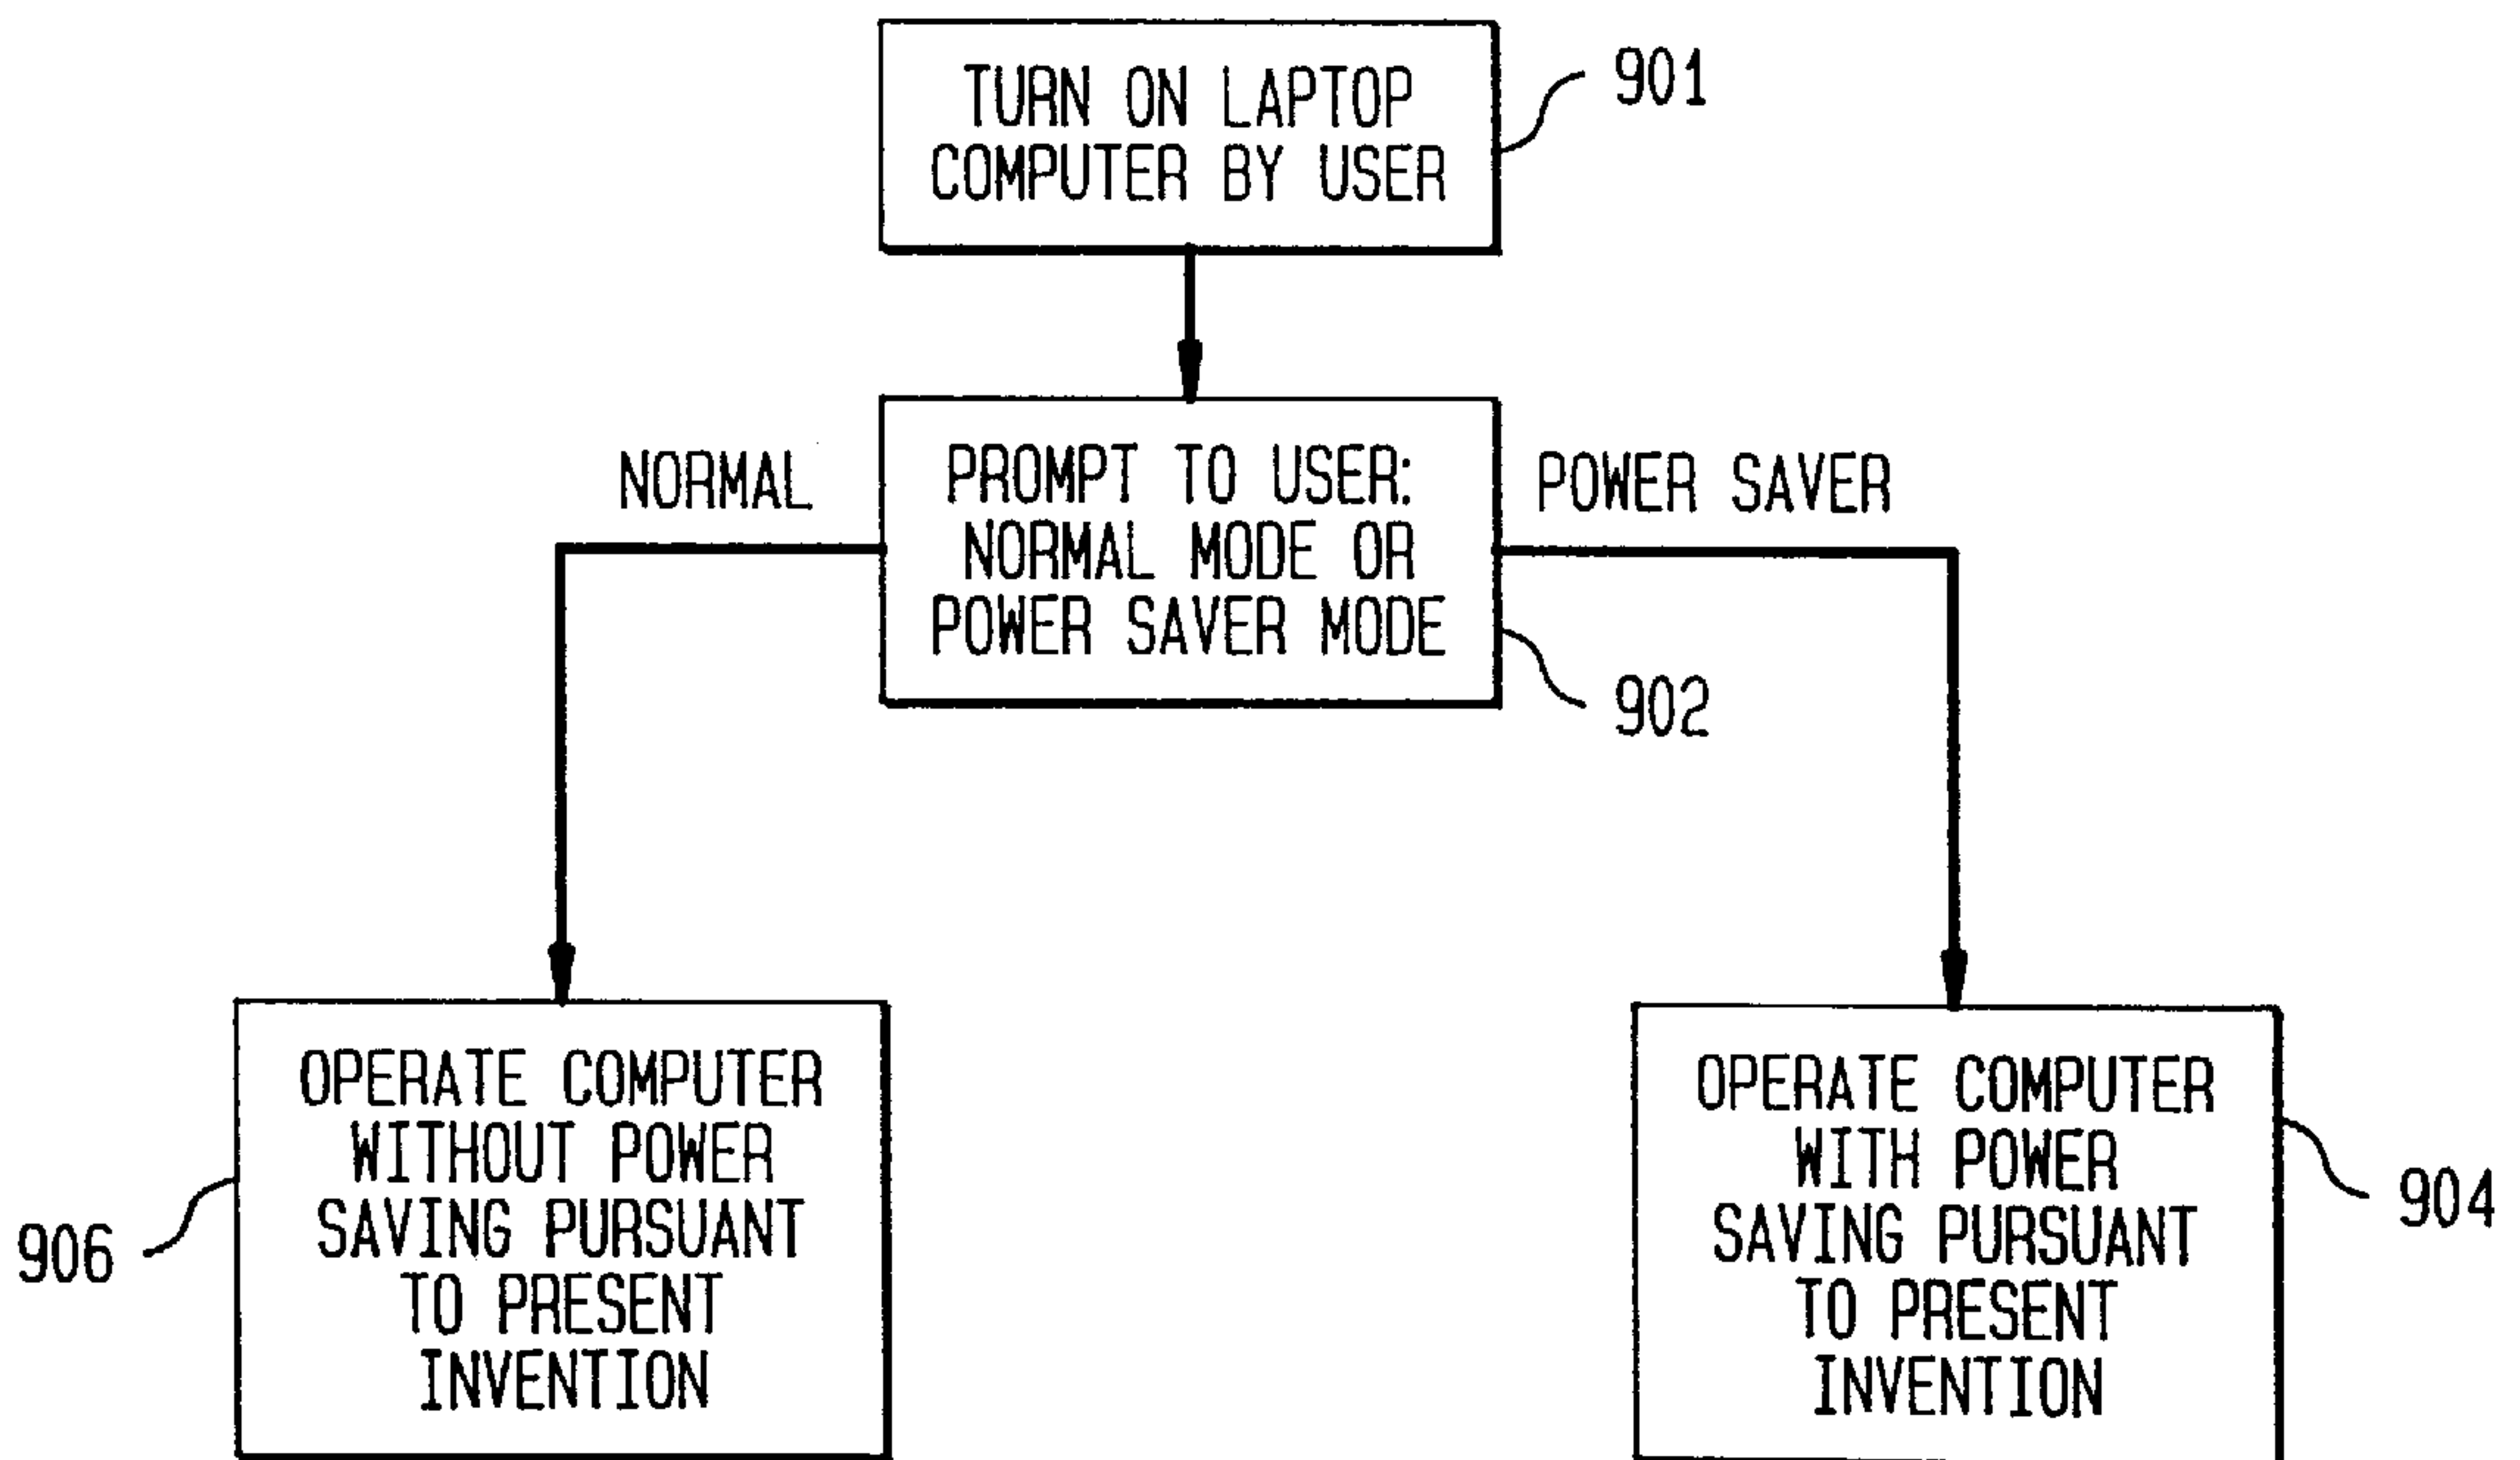 TURN ON LAPTOP
COMPUTER BY USER
901
NORMAL
PROMPT TO USER:
NORMAL MODE OR
POWER SAVER MODE
POWER SAVER
902
OPERATE COMPUTER
WITHOUT POWER
SAVING PURSUANT
TO PRESENT
INVENTION
906
OPERATE COMPUTER
WITH POWER
SAVING PURSUANT
TO PRESENT
INVENTION
904